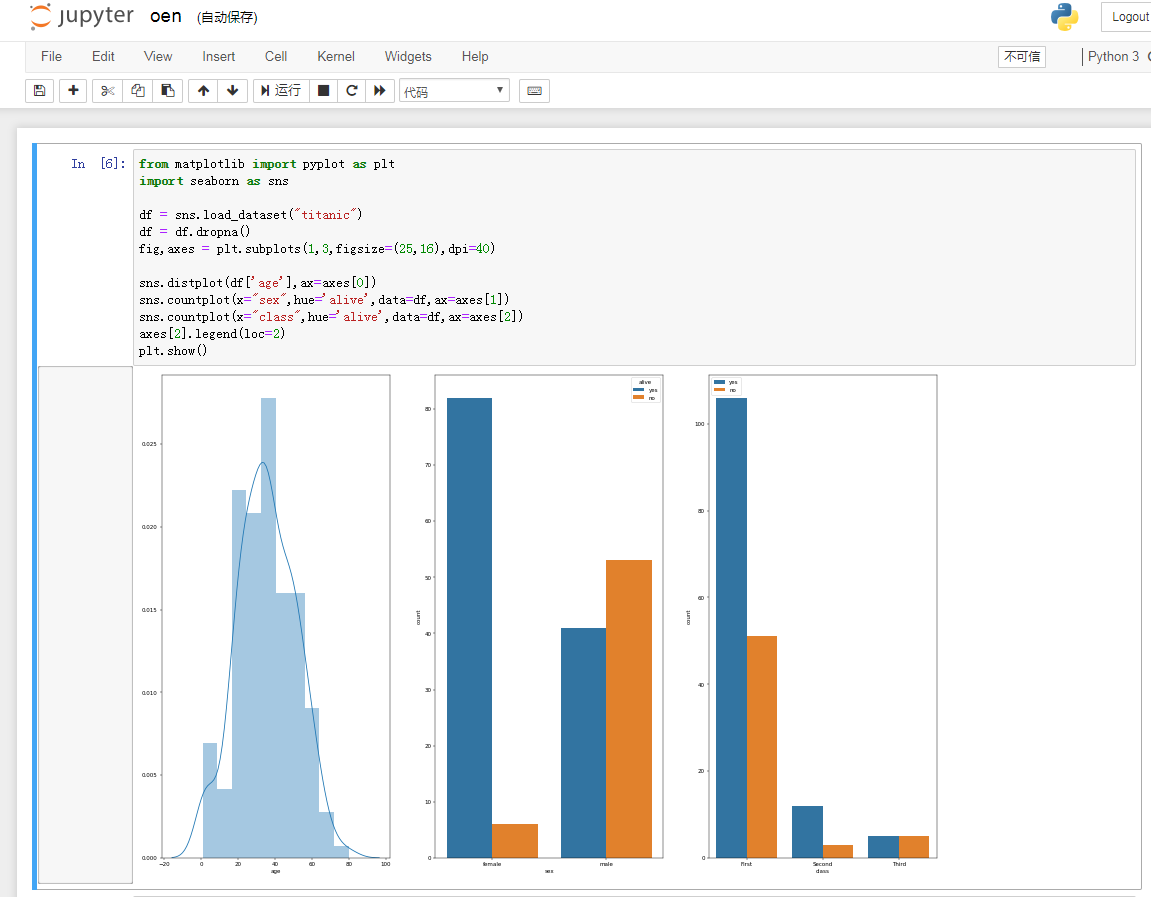 jupyter oen (自动保存) Logout
File Edit View Insert Cell Kernel Widgets Help 不可信 Python 3
运行 代码
In [6]:
from matplotlib import pyplot as plt
import seaborn as sns
df = sns.load_dataset("titanic")
df = df.dropna()
fig,axes = plt.subplots(1,3,figsize=(25,16),dpi=40)
sns.distplot(df['age'],ax=axes[0])
sns.countplot(x="sex",hue='alive',data=df,ax=axes[1])
sns.countplot(x="class",hue='alive',data=df,ax=axes[2])
axes[2].legend(loc=2)
plt.show()
0.025
0.020
0.015
0.010
0.005
0.000
-20 0 20 40 60 80 100
age
alive
yes
no
80
70
60
50
40
30
20
10
0
count
female male
sex
yes
no
100
80
60
40
20
0
count
First Second Third
class